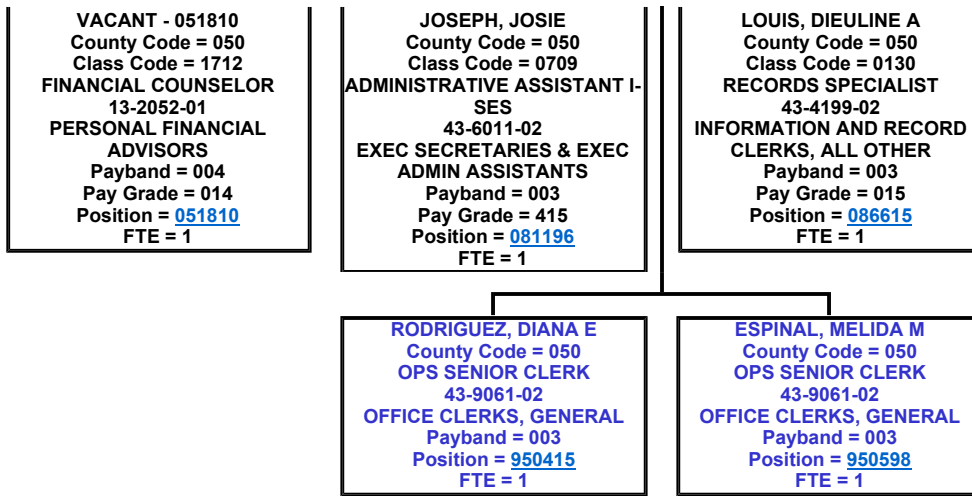 VACANT - 051810
County Code = 050
Class Code = 1712
FINANCIAL COUNSELOR
13-2052-01
PERSONAL FINANCIAL
ADVISORS
Payband = 004
Pay Grade = 014
Position = 051810
FTE = 1
JOSEPH, JOSIE
County Code = 050
Class Code = 0709
ADMINISTRATIVE ASSISTANT I-
SES
43-6011-02
EXEC SECRETARIES & EXEC
ADMIN ASSISTANTS
Payband = 003
Pay Grade = 415
Position = 081196
FTE = 1
LOUIS, DIEULINE A
County Code = 050
Class Code = 0130
RECORDS SPECIALIST
43-4199-02
INFORMATION AND RECORD
CLERKS, ALL OTHER
Payband = 003
Pay Grade = 015
Position = 086615
FTE = 1
RODRIGUEZ, DIANA E
County Code = 050
OPS SENIOR CLERK
43-9061-02
OFFICE CLERKS, GENERAL
Payband = 003
Position = 950415
FTE = 1
ESPINAL, MELIDA M
County Code = 050
OPS SENIOR CLERK
43-9061-02
OFFICE CLERKS, GENERAL
Payband = 003
Position = 950598
FTE = 1